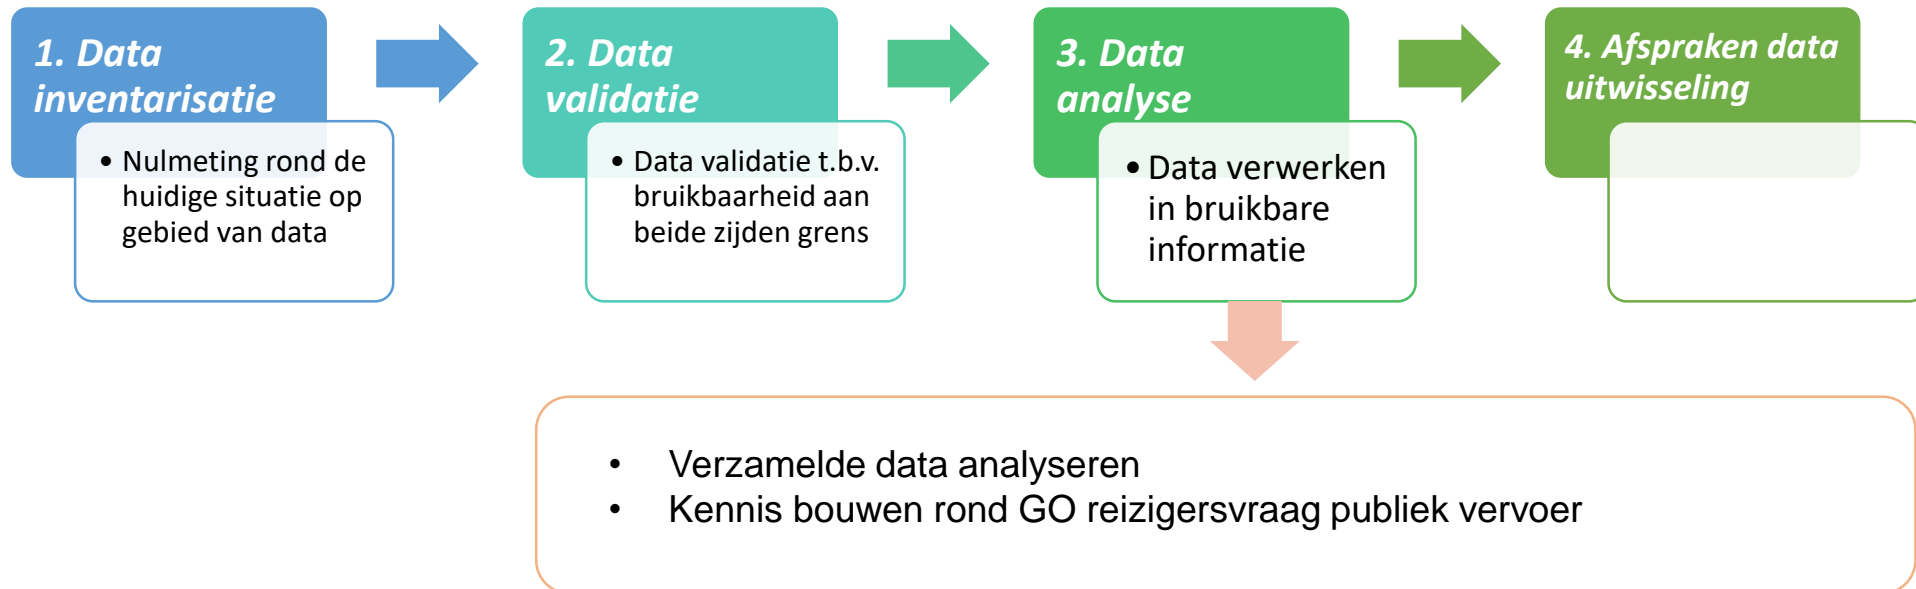 1. Data
inventarisatie
• Nulmeting rond de
huidige situatie op
gebied van data
2. Data
validatie
• Data validatie t.b.v.
bruikbaarheid aan
beide zijden grens
3. Data
analyse
• Data verwerken
in bruikbare
informatie
4. Afspraken data
uitwisseling
• Verzamelde data analyseren
• Kennis bouwen rond GO reizigersvraag publiek vervoer